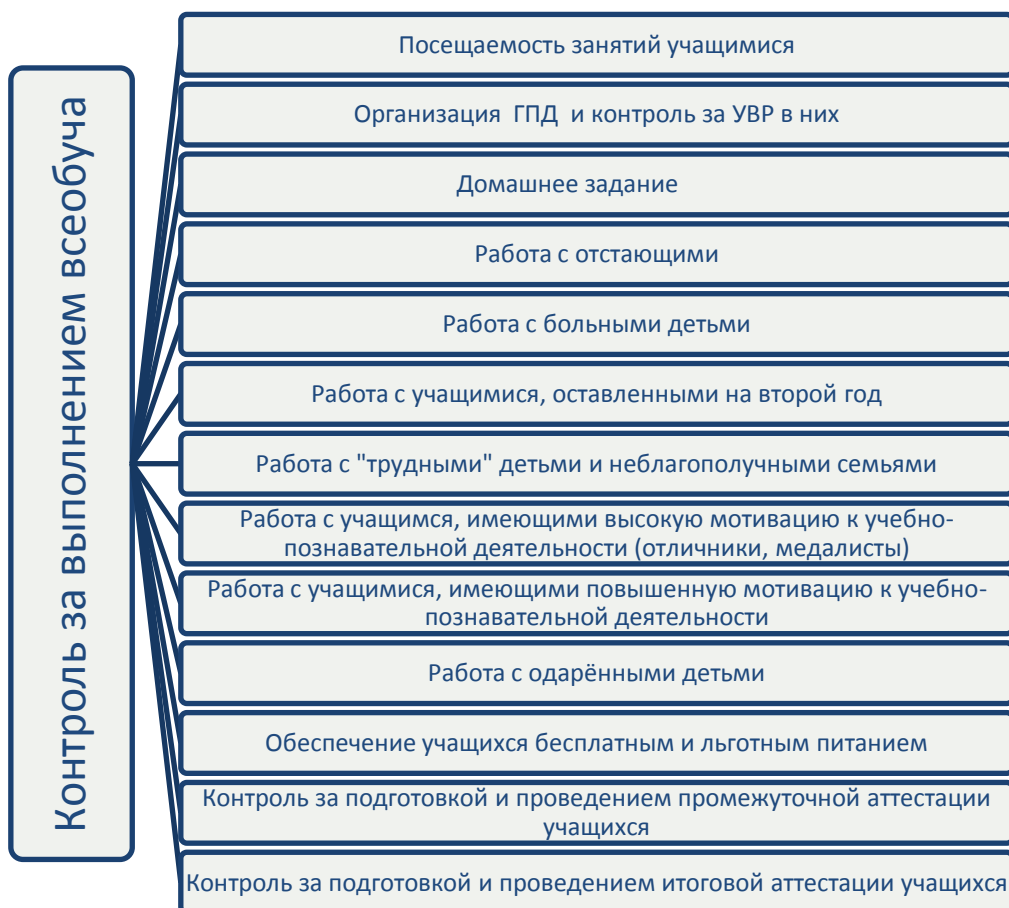 Контроль за выполнением всеобуча
Посещаемость занятий учащимися
Организация ГПД и контроль за УВР в них
Домашнее задание
Работа с отстающими
Работа с больными детьми
Работа с учащимися, оставленными на второй год
Работа с "трудными" детьми и неблагополучными семьями
Работа с учащимся, имеющими высокую мотивацию к учебно-
познавательной деятельности (отличники, медалисты)
Работа с учащимися, имеющими повышенную мотивацию к учебно-
познавательной деятельности
Работа с одарёнными детьми
Обеспечение учащихся бесплатным и льготным питанием
Контроль за подготовкой и проведением промежуточной аттестации
учащихся
Контроль за подготовкой и проведением итоговой аттестации учащихся